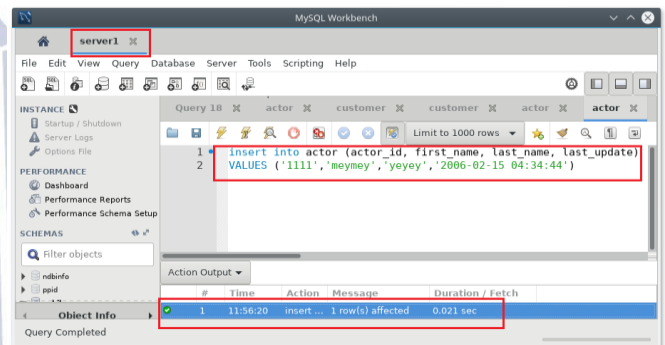 MySQL Workbench
server1
File Edit View Query Database Server Tools Scripting Help
Query 18 actor customer customer actor actor
INSTANCE
Startup / Shutdown
Server Logs
Options File
PERFORMANCE
Dashboard
Performance Reports
Performance Schema Setup
SCHEMAS
Filter objects
ndbinfo
ppid
Object Info
Query Completed
Limit to 1000 rows
1 insert into actor (actor_id, first_name, last_name, last_update)
2 VALUES ('1111','meymey','yeyey','2006-02-15 04:34:44')
Action Output
# Time Action Message Duration / Fetch
1 11:56:20 insert ... 1 row(s) affected 0.021 sec